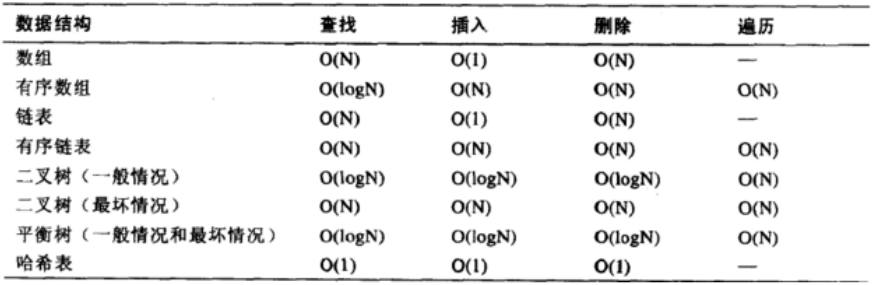 数据结构 查找 插入 删除 遍历
数组 O(N) O(1) O(N) —
有序数组 O(logN) O(N) O(N) O(N)
链表 O(N) O(1) O(N) —
有序链表 O(N) O(N) O(N) O(N)
二叉树（一般情况） O(logN) O(logN) O(logN) O(N)
二叉树（最坏情况） O(N) O(N) O(N) O(N)
平衡树（一般情况和最坏情况） O(logN) O(logN) O(logN) O(N)
哈希表 O(1) O(1) O(1) —